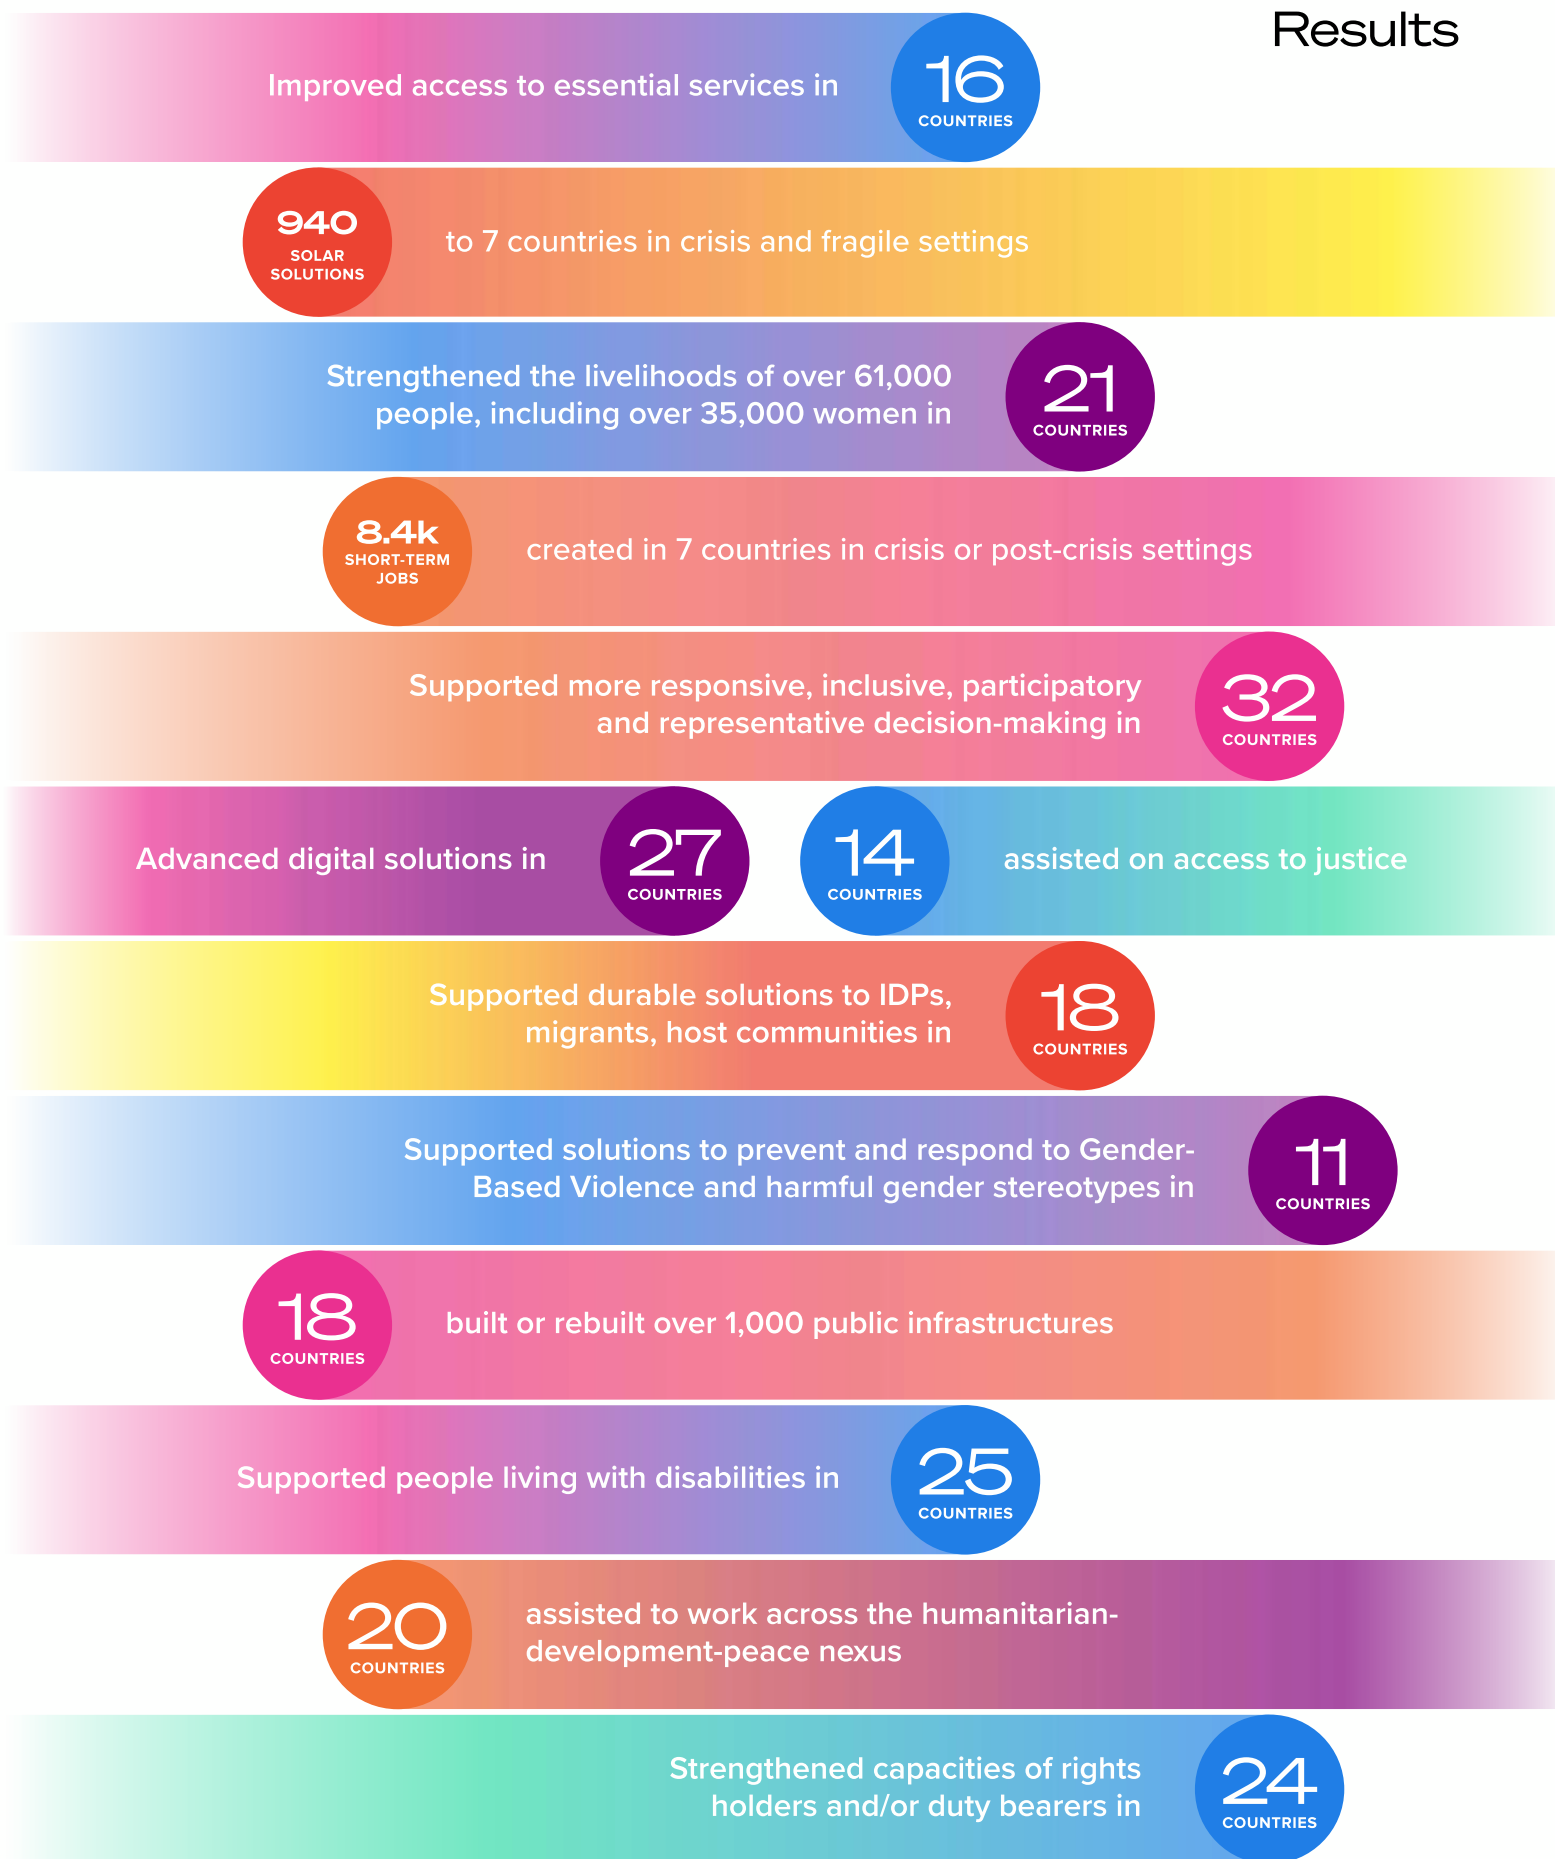 Results
Improved access to essential services in
16
COUNTRIES
940
SOLAR
SOLUTIONS
to 7 countries in crisis and fragile settings
Strengthened the livelihoods of over 61,000
people, including over 35,000 women in
21
COUNTRIES
8.4k
SHORT-TERM
JOBS
created in 7 countries in crisis or post-crisis settings
Supported more responsive, inclusive, participatory
and representative decision-making in
32
COUNTRIES
Advanced digital solutions in
27
COUNTRIES
14
COUNTRIES
assisted on access to justice
Supported durable solutions to IDPs,
migrants, host communities in
18
COUNTRIES
Supported solutions to prevent and respond to Gender-
Based Violence and harmful gender stereotypes in
11
COUNTRIES
18
COUNTRIES
built or rebuilt over 1,000 public infrastructures
Supported people living with disabilities in
25
COUNTRIES
20
COUNTRIES
assisted to work across the humanitarian-
development-peace nexus
Strengthened capacities of rights
holders and/or duty bearers in
24
COUNTRIES